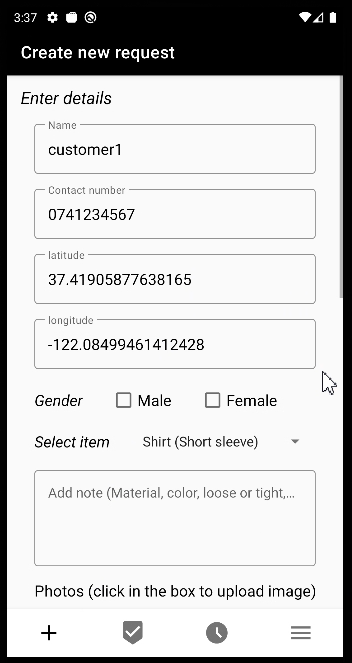 3:37
Create new request
Enter details
Name
customer1
Contact number
0741234567
latitude
37.41905877638165
longitude
-122.08499461412428
Gender Male Female
Select item Shirt (Short sleeve)
Add note (Material, color, loose or tight,...
Photos (click in the box to upload image)